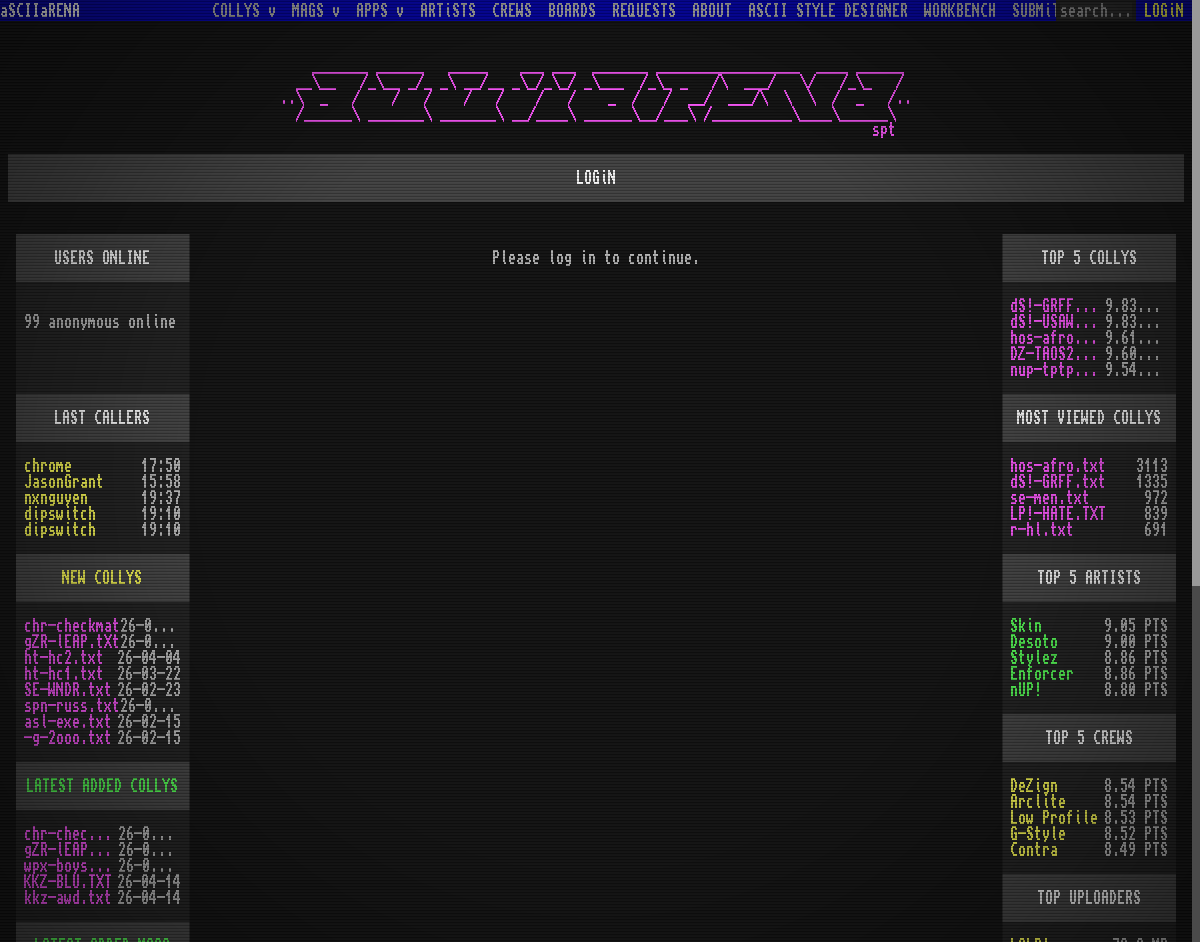 aSCIIaRENA COLLYS v MAGS v APPS v ARTiSTS CREWS BOARDS REQUESTS ABOUT ASCII STYLE DESIGNER WORKBENCH SUBMi search... LOGiN
spt
LOGiN
Please log in to continue.
USERS ONLINE
99 anonymous online
LAST CALLERS
chrome 17:50
JasonGrant 15:58
nxnguyen 19:37
dipswitch 19:10
dipswitch 19:10
NEW COLLYS
chr-checkmat26-0...
gZR-lEAP.tXt26-0...
ht-hc2.txt 26-04-04
ht-hc1.txt 26-03-22
SE-WNDR.txt 26-02-23
spn-russ.txt26-0...
asl-exe.txt 26-02-15
-g-2ooo.txt 26-02-15
LATEST ADDED COLLYS
chr-chec... 26-0...
gZR-lEAP... 26-0...
wpx-boys... 26-0...
KKZ-BLU.TXT 26-04-14
kkz-awd.txt 26-04-14
TOP 5 COLLYS
dS!-GRFF... 9.83...
dS!-USAW... 9.83...
hos-afro... 9.61...
DZ-TAOS2... 9.60...
nup-tptp... 9.54...
MOST VIEWED COLLYS
hos-afro.txt 3113
dS!-GRFF.txt 1335
se-men.txt 972
LP!-HATE.TXT 839
r-hl.txt 691
TOP 5 ARTISTS
Skin 9.05 PTS
Desoto 9.00 PTS
Stylez 8.86 PTS
Enforcer 8.86 PTS
nUP! 8.80 PTS
TOP 5 CREWS
DeZign 8.54 PTS
Arclite 8.54 PTS
Low Profile 8.53 PTS
G-Style 8.52 PTS
Contra 8.49 PTS
TOP UPLOADERS